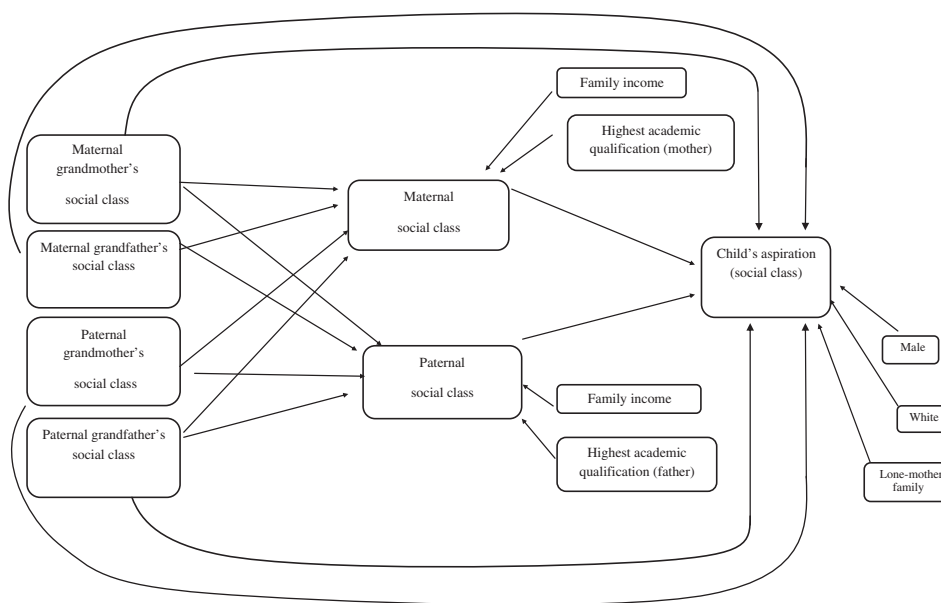 Maternal
grandmother's
social class
Maternal grandfather's
social class
Paternal
grandmother's
social class
Paternal grandfather's
social class
Family income
Highest academic
qualification (mother)
Maternal
social class
Paternal
social class
Family income
Highest academic
qualification (father)
Child's aspiration
(social class)
Male
White
Lone-mother
family